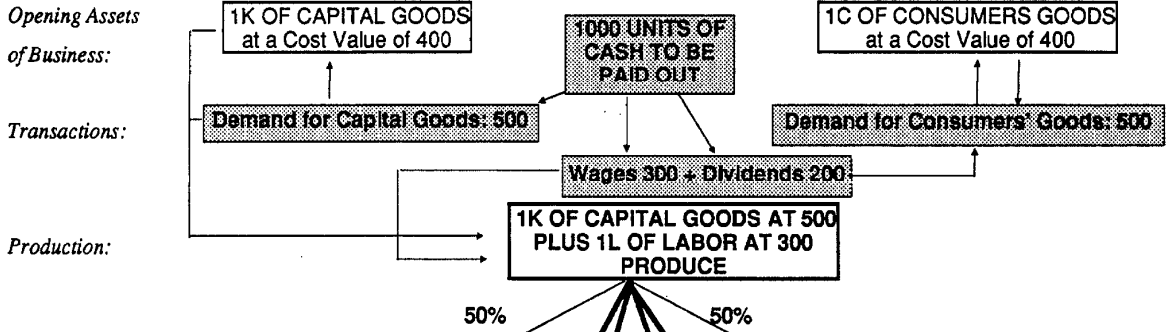 Opening Assets
of Business:
1K OF CAPITAL GOODS
at a Cost Value of 400
1000 UNITS OF
CASH TO BE
PAID OUT
1C OF CONSUMERS GOODS
at a Cost Value of 400
Transactions:
Demand for Capital Goods: 500
Demand for Consumers' Goods: 500
Wages 300 + Dividends 200
Production:
1K OF CAPITAL GOODS AT 500
PLUS 1L OF LABOR AT 300
PRODUCE
50%
50%